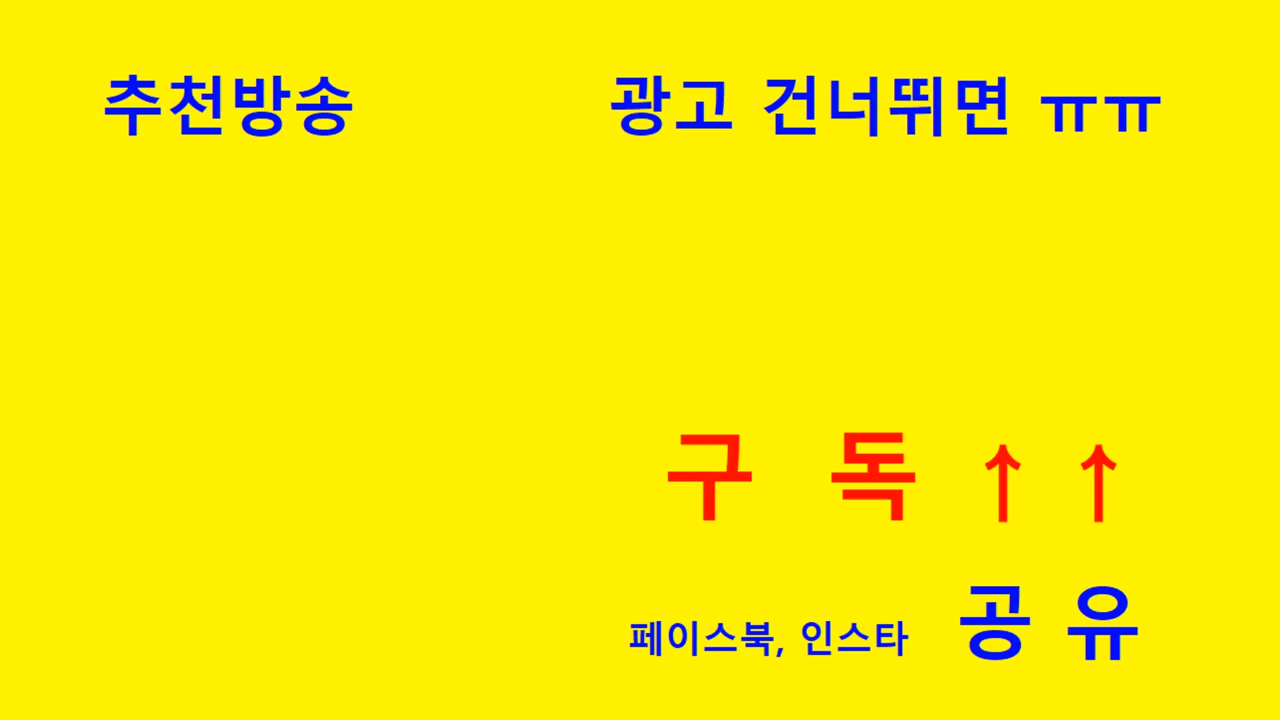 추천방송
광고 건너뛰면 ㅠㅠ
구 독 ↑ ↑
페이스북, 인스타 공 유